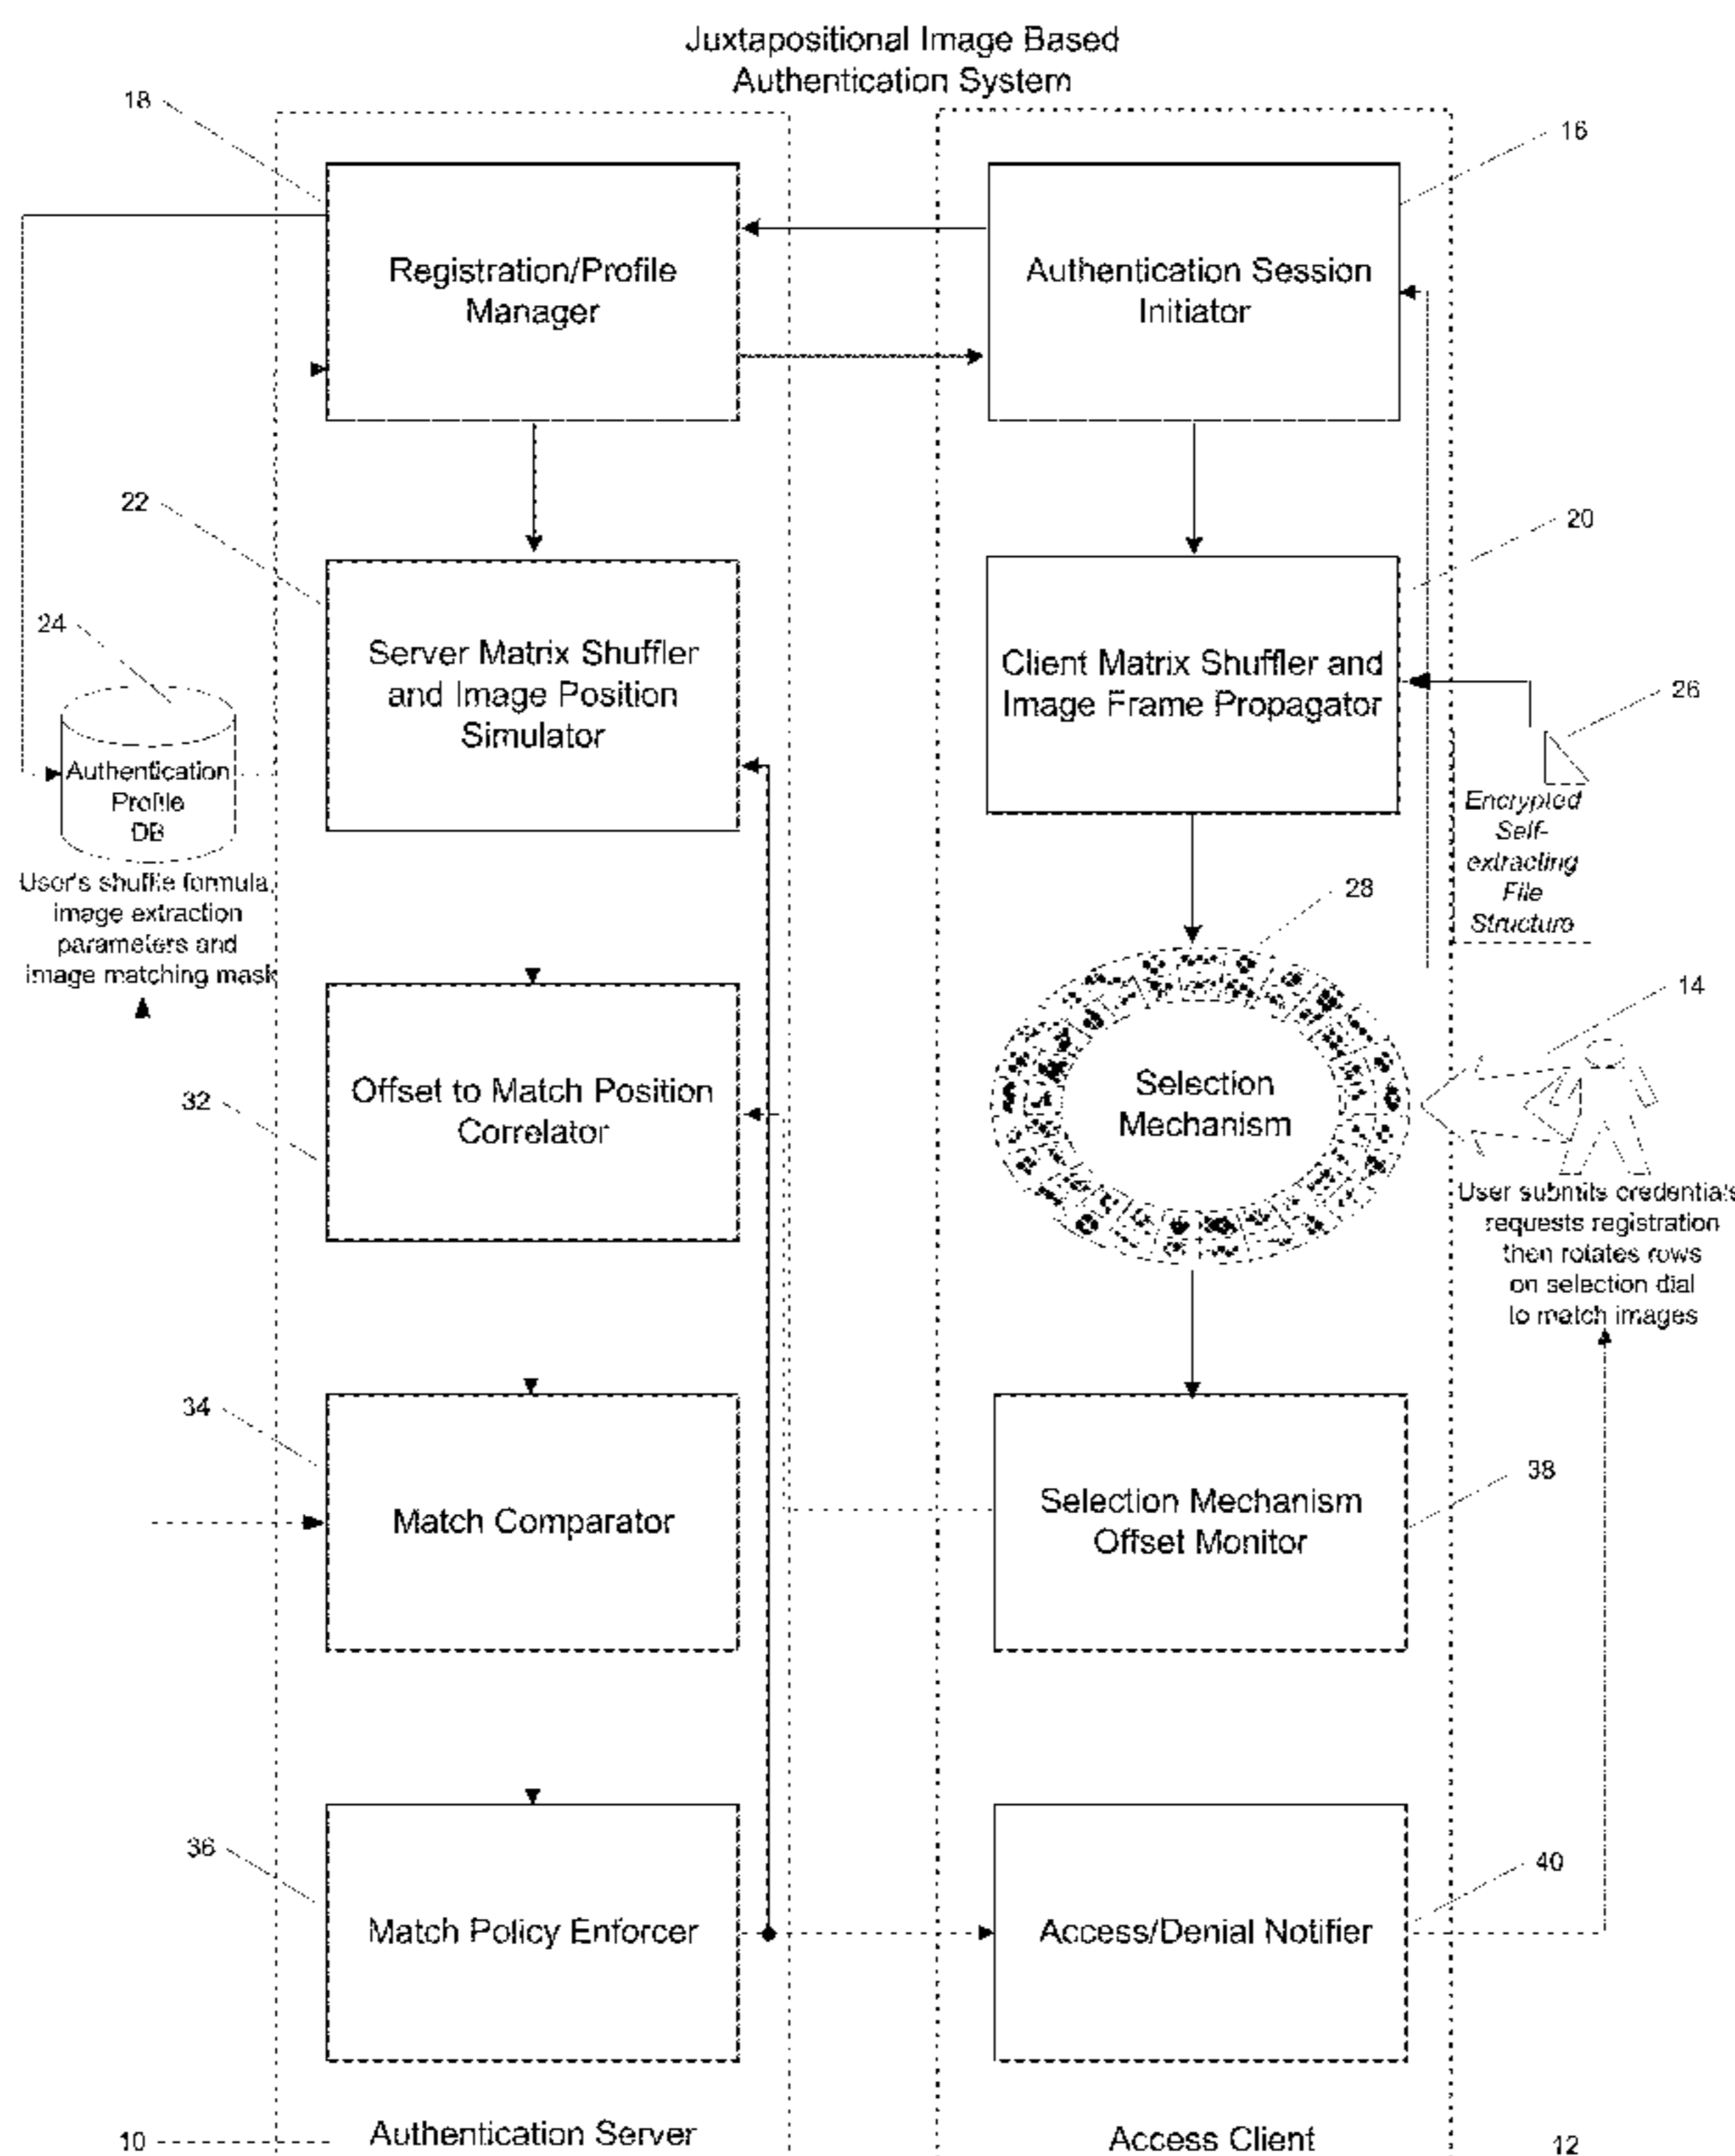 Juxtapositional Image Based
Authentication System
18
16
Registration/Profile
Manager
Authentication Session
Initiator
22
20
24
Server Matrix Shuffler
and Image Position
Simulator
Client Matrix Shuffler and
Image Frame Propagator
26
Authentication
Profile
DB
Encrypted
Self-
extracting
File
Structure
User's shuffle formula,
image extraction
parameters and
image matching mask
28
14
32
Offset to Match Position
Correlator
Selection
Mechanism
User submits credentials
requests registration
then rotates rows
on selection dial
to match images
34
38
Match Comparator
Selection Mechanism
Offset Monitor
36
40
Match Policy Enforcer
Access/Denial Notifier
10
Authentication Server
Access Client
12